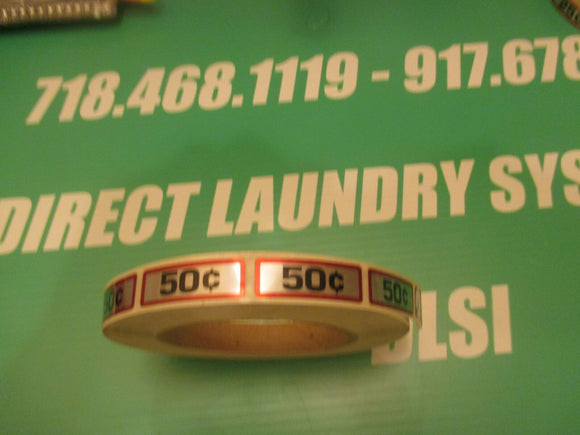 718.468.1119 - 917.678
DIRECT LAUNDRY SYS
50¢ 50¢ 50¢
DLSI